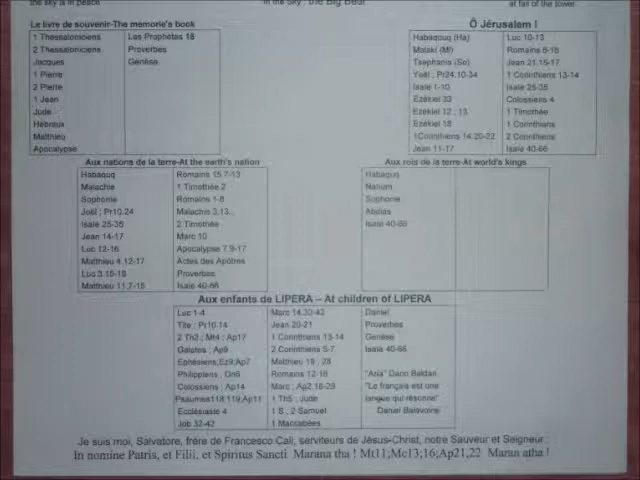 the sky is in peace
in the Sky ; the Big Bear
at fall of the tower
Le livre de souvenir-The memorie's book
Ô Jérusalem !
1 Thessaloniciens Les Prophètes 18
2 Thessaloniciens Proverbes
Jacques Genèse
1 Pierre
2 Pierre
1 Jean
Jude
Hébreux
Matthieu
Apocalypse
Habaquq (Ha) Luc 10-13
Malaki (Ml)
Tsephania (So) Jean 21.15-17
Yoël ; Pr24.10-34 1 Corinthiens 13-14
Isaïe 1-10 Isaïe 25-35
Ezékiel 33 Colossiens 4
Ezékiel 12 ; 13 1 Timothée
Ezékiel 18 1 Corinthiens
1Corinthiens 14.20-22 2 Corinthiens
Jean 11-17 Isaïe 40-66
Aux nations de la terre-At the earth's nation
Aux rois de la terre-At world's kings
Habaquq Romains 15.7-13
Malachie 1 Timothée 2
Sophonie Romains 1-8
Joël ; Pr10.24 Malachie 3.13...
Isaïe 25-35 2 Timothée
Jean 14-17 Marc 10
Luc 12-16 Apocalypse 7.9-17
Matthieu 4.12-17 Actes des Apôtres
Luc 3.15-18 Proverbes
Matthieu 11.7-15 Isaïe 40-66
Habaquq
Nahum
Sophonie
Abdias
Isaïe 40-66
Aux enfants de LIPERA – At children of LIPERA
Luc 1-4 Marc 14.32-42 Daniel
Tite ; Pr10-14 Jean 20-21 Proverbes
2 Th2 ; Mt4 ; Ap17 1 Corinthiens 13-14 Genèse
Galates ; Ap9 2 Corinthiens 5-7 Isaïe 40-66
Ephésiens;Ez9;Ap7 Matthieu 19 ; 28
Philippiens ; Gn6 Romains 12-16 "Aria" Dario Baldan
Colossiens ; Ap14 Marc ; Ap2.18-29 "Le français est une
Psaumes118;119;Ap11 1 Th5 ; Jude langue qui résonne"
Ecclésiaste 4 1 S ; 2 Samuel Daniel Balavoine
Job 32-42 1 Maccabées
Je suis moi, Salvatore, frère de Francesco Cali, serviteurs de Jésus-Christ, notre Sauveur et Seigneur :
In nomine Patris, et Filii, et Spiritus Sancti Marana tha ! Mt11;Mc13;16;Ap21,22 Maran atha !